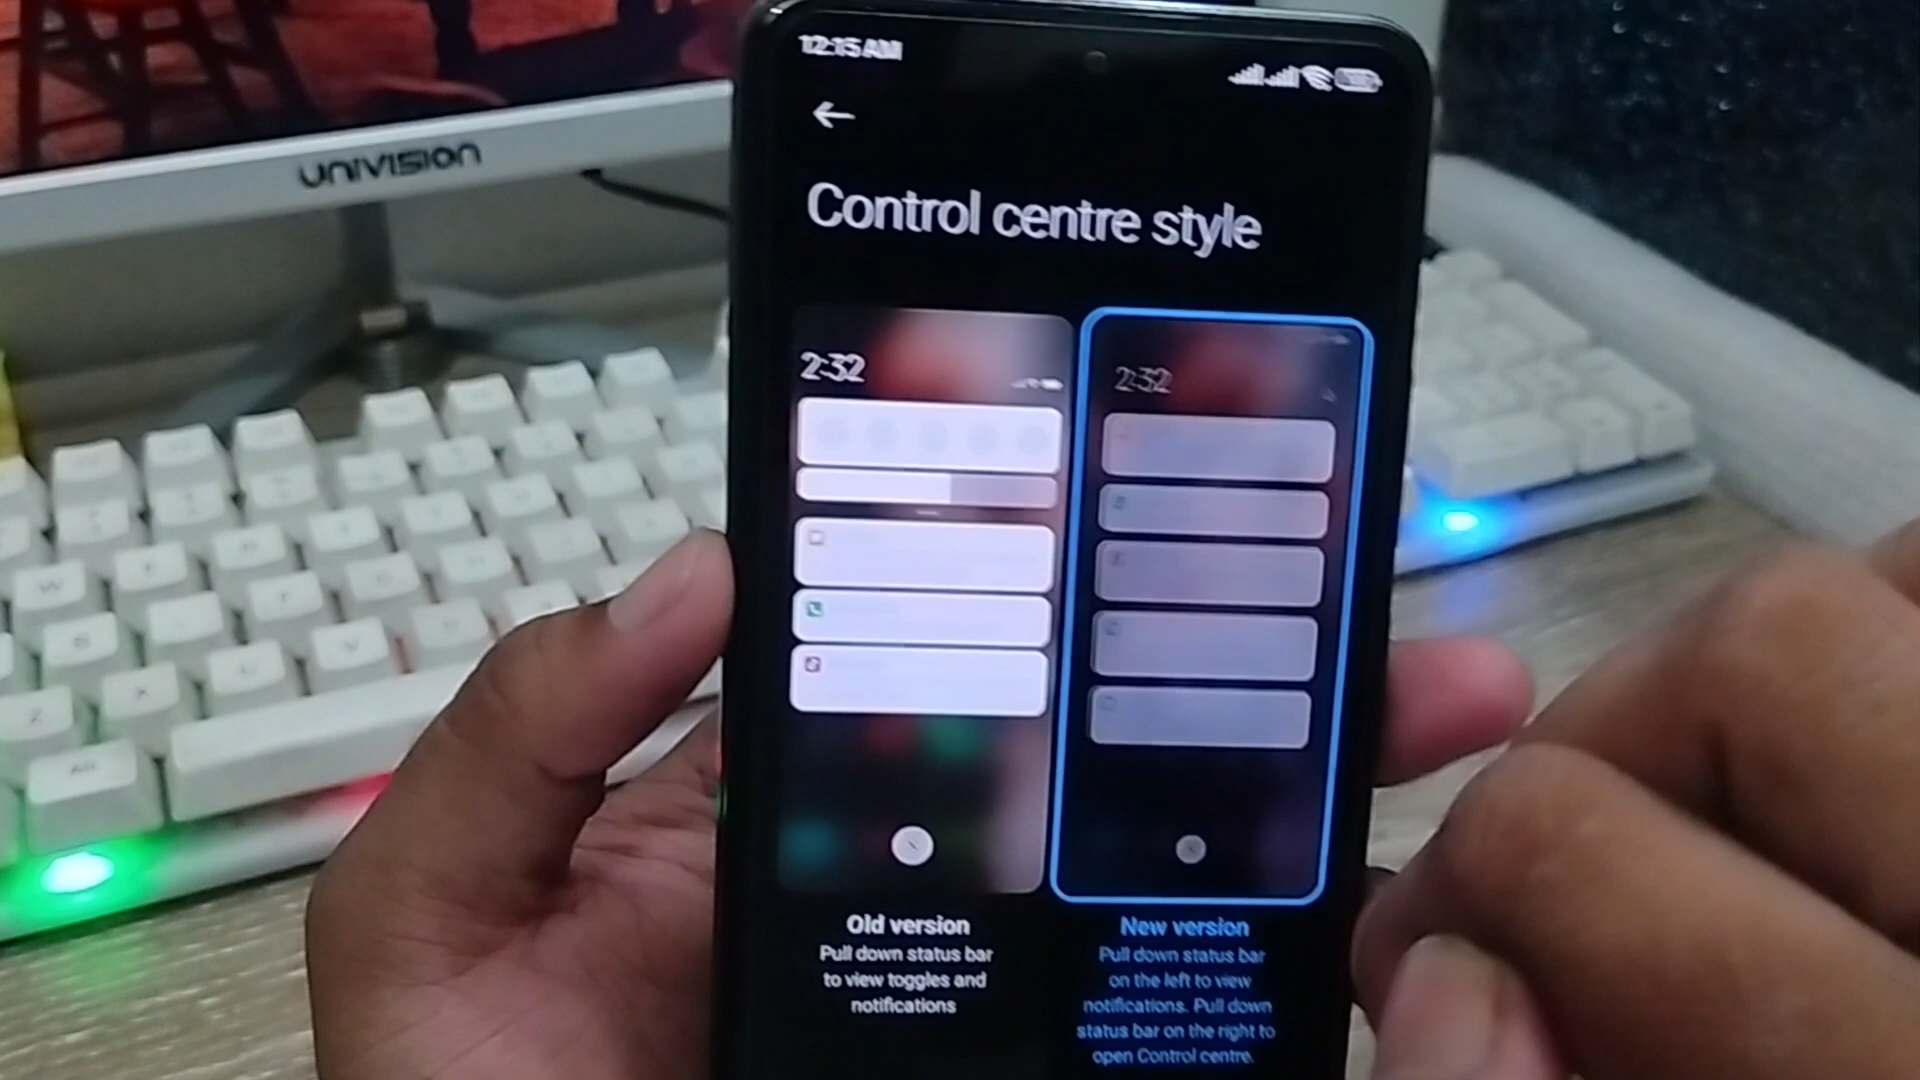 12:15 AM
UNIVISION
Control centre style
2:32
2:32
Old version
Pull down status bar
to view toggles and
notifications
New version
Pull down status bar
on the left to view
notifications. Pull down
status bar on the right to
open Control centre.
W
Z
X
C
V
Alt